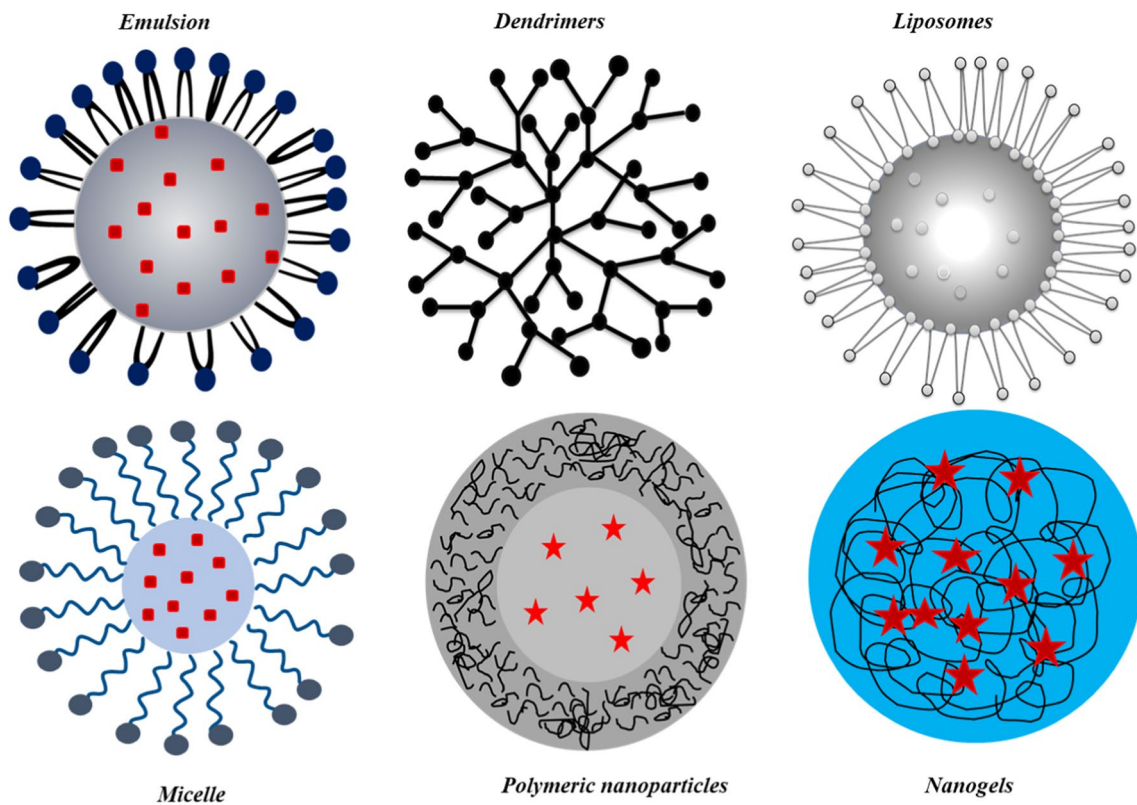 Emulsion
Dendrimers
Liposomes
Micelle
Polymeric nanoparticles
Nanogels